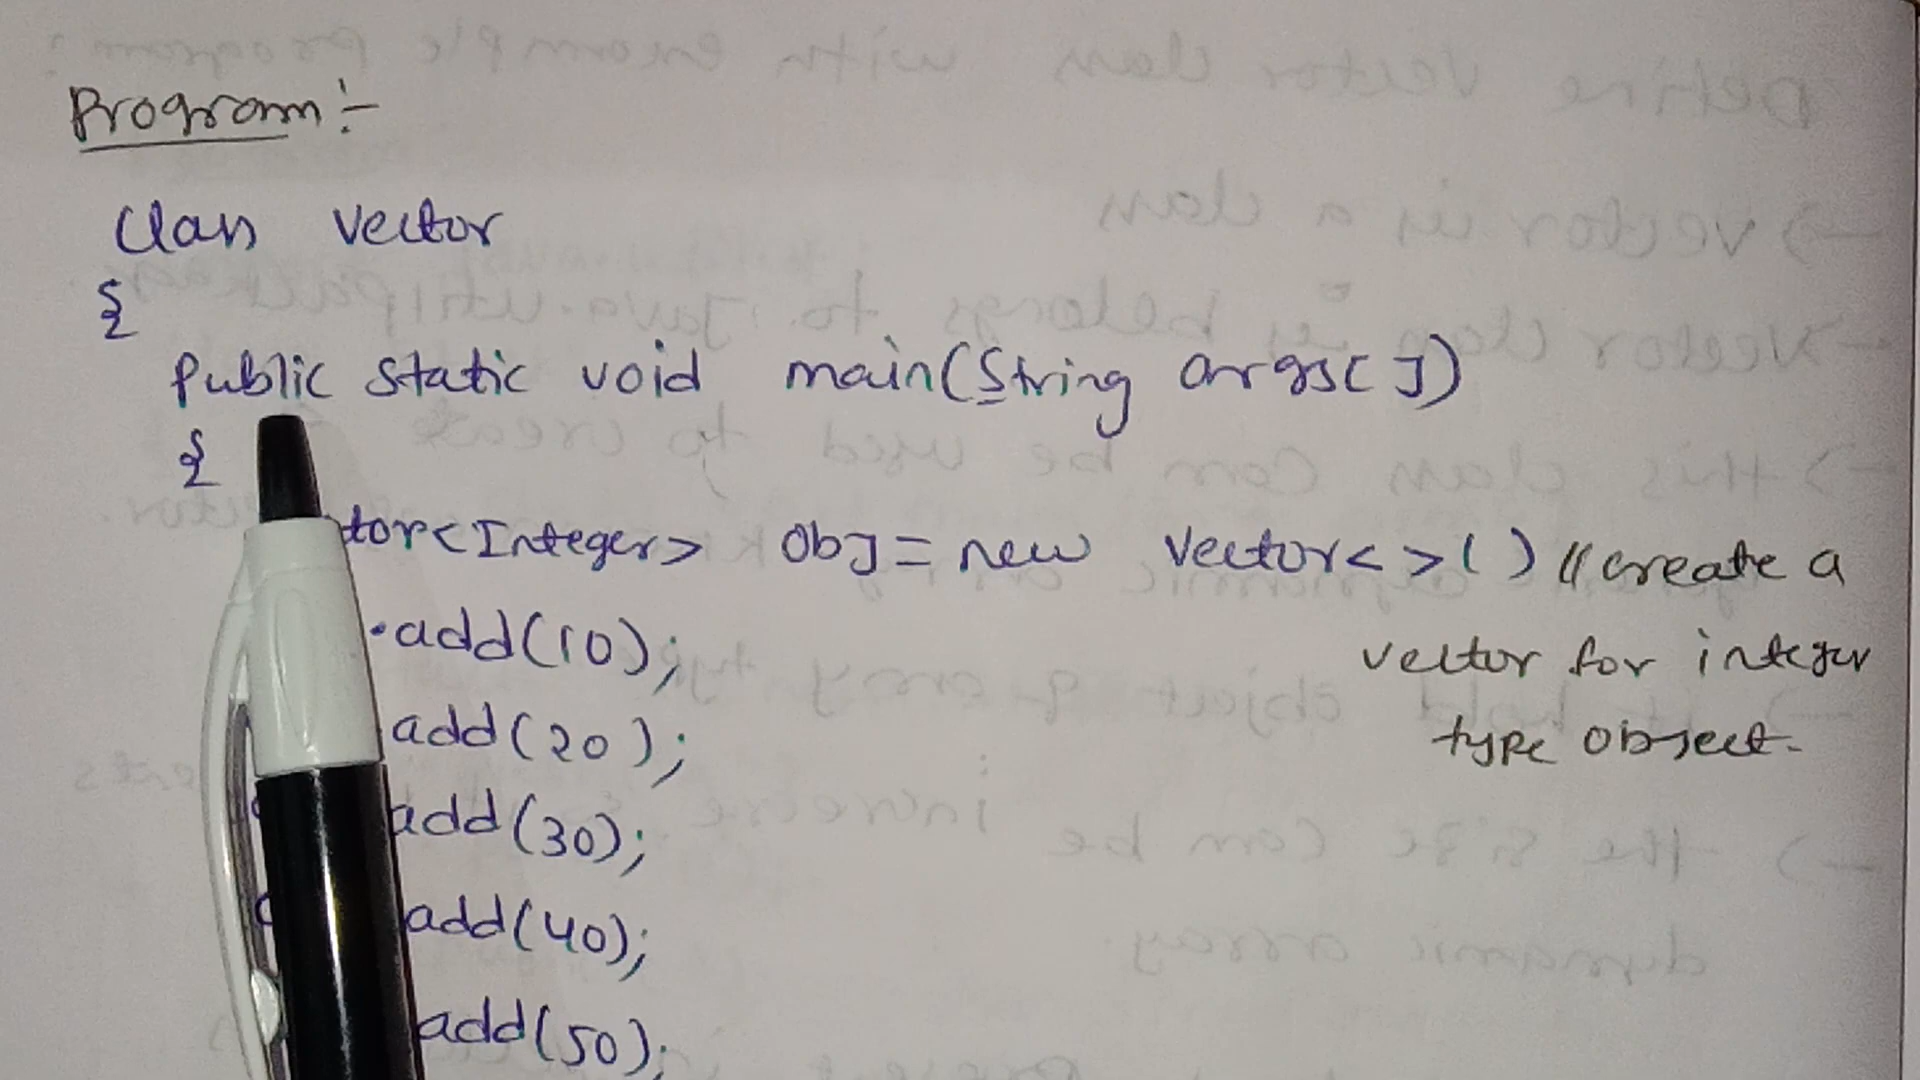 Program:-
class vector
{
public static void main(String args[])
{
tor<Integer> obj = new Vector<>() // create a
vector for integer
type object.
.add(10);
add(20);
add(30);
add(40);
add(50);